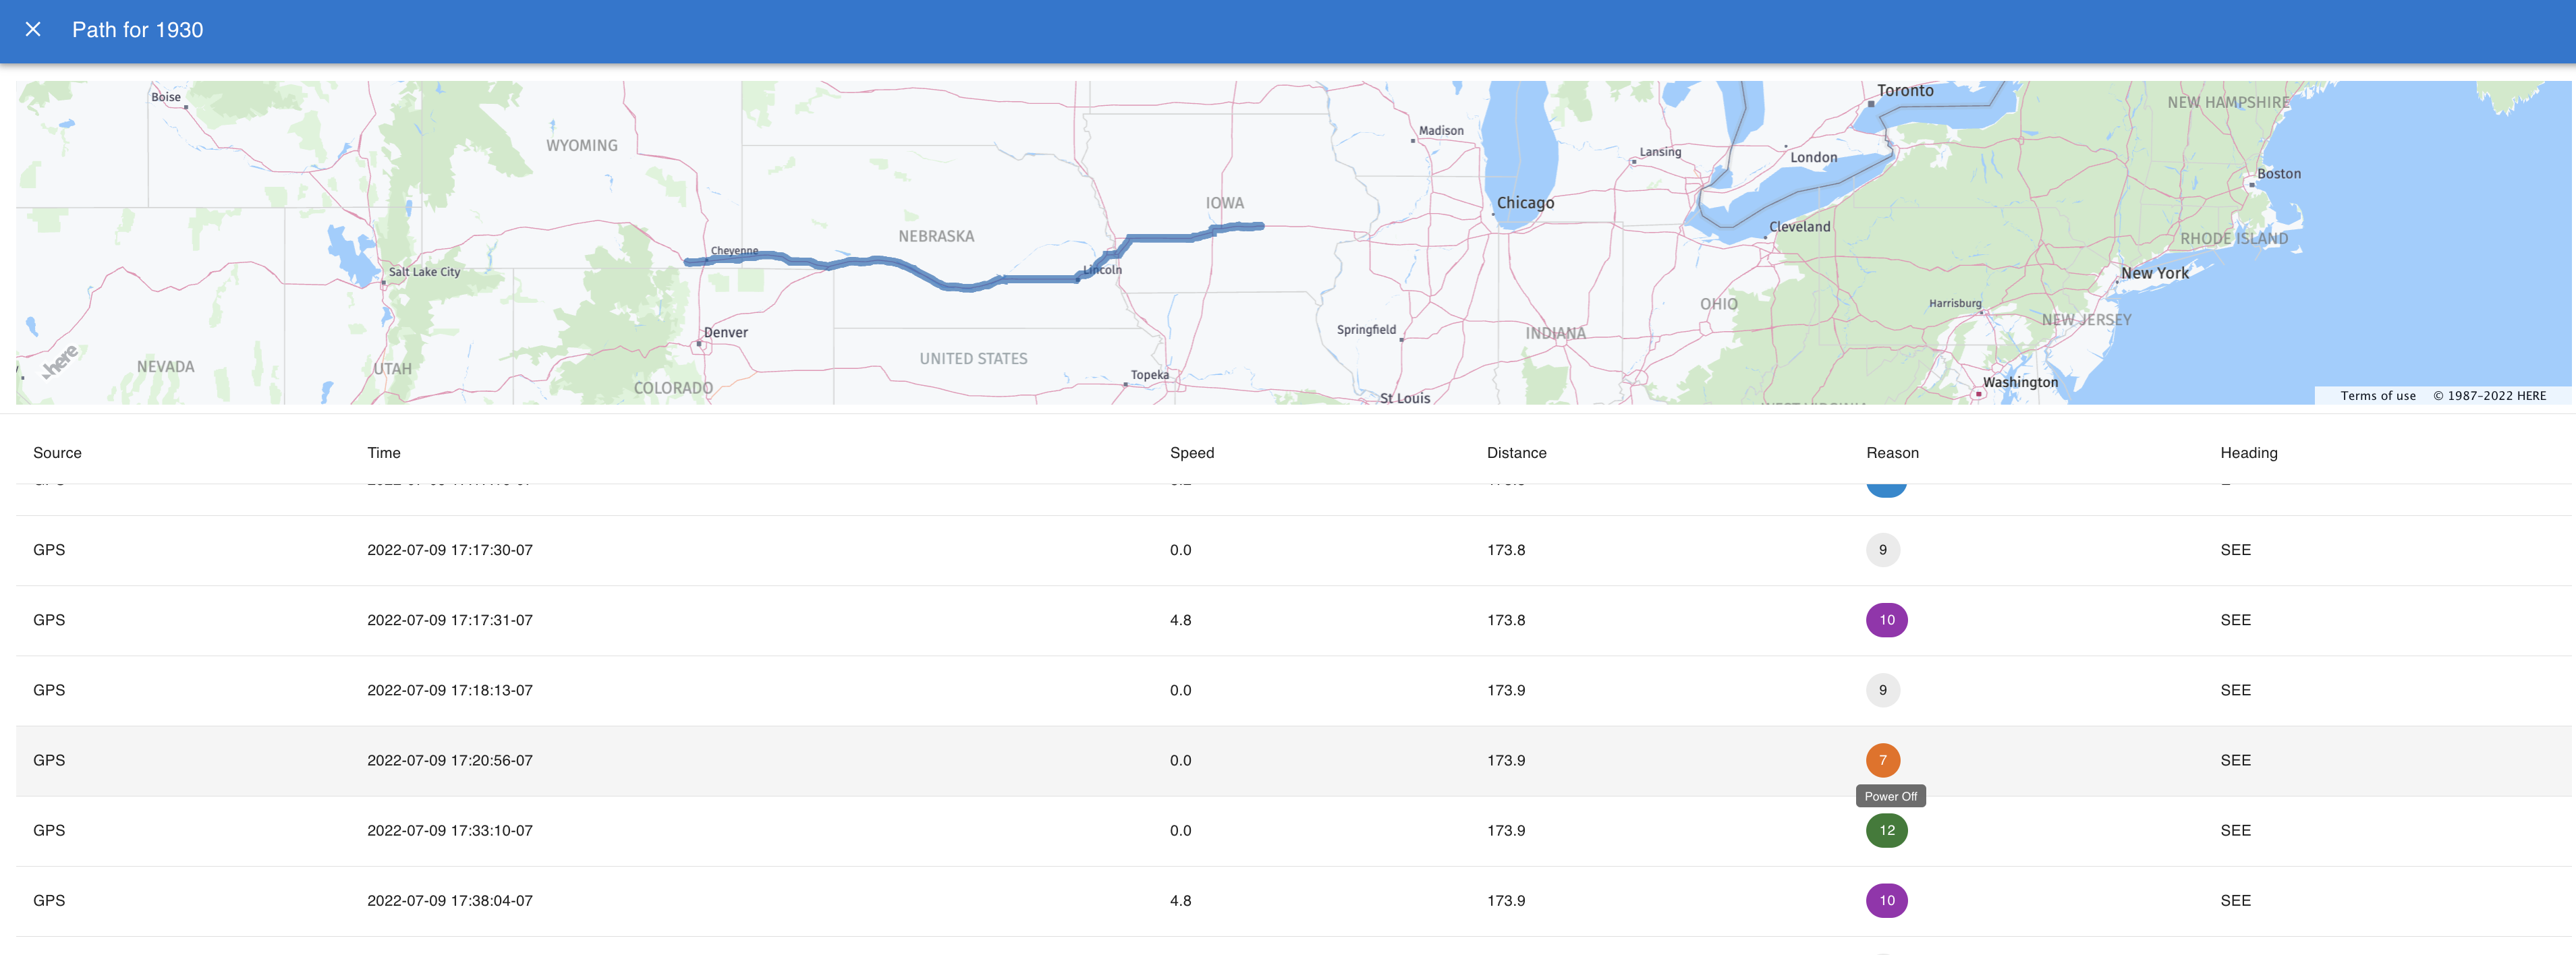 Path for 1930
Boise
WYOMING
Madison
Lansing
Toronto
London
NEW HAMPSHIRE
Boston
IOWA
Chicago
Cleveland
NEBRASKA
Cheyenne
RHODE ISLAND
Salt Lake City
Lincoln
New York
OHIO
Harrisburg
NEW JERSEY
Denver
Springfield
INDIANA
UNITED STATES
here
NEVADA
UTAH
COLORADO
Topeka
Washington
St Louis
Terms of use © 1987–2022 HERE
Source Time Speed Distance Reason Heading
GPS 2022-07-09 17:17:30-07 0.0 173.8 9 SEE
GPS 2022-07-09 17:17:31-07 4.8 173.8 10 SEE
GPS 2022-07-09 17:18:13-07 0.0 173.9 9 SEE
GPS 2022-07-09 17:20:56-07 0.0 173.9 7 SEE
Power Off
GPS 2022-07-09 17:33:10-07 0.0 173.9 12 SEE
GPS 2022-07-09 17:38:04-07 4.8 173.9 10 SEE